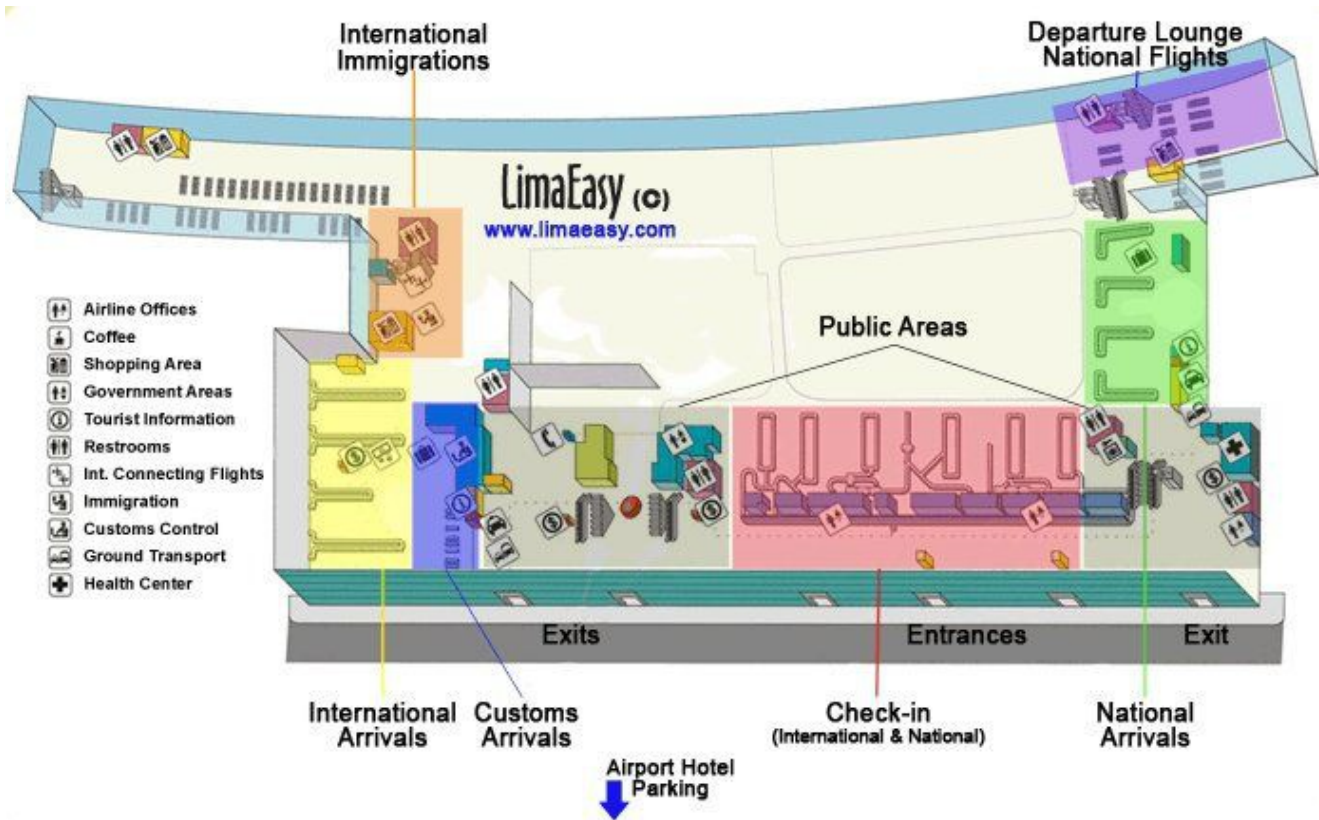 International
Immigrations
Departure Lounge
National Flights
LimaEasy (C)
www.limaeasy.com
Airline Offices
Coffee
Shopping Area
Government Areas
Tourist Information
Restrooms
Int. Connecting Flights
Immigration
Customs Control
Ground Transport
Health Center
Public Areas
Exits
Entrances
Exit
International
Arrivals
Customs
Arrivals
Check-in
(International & National)
National
Arrivals
Airport Hotel
Parking